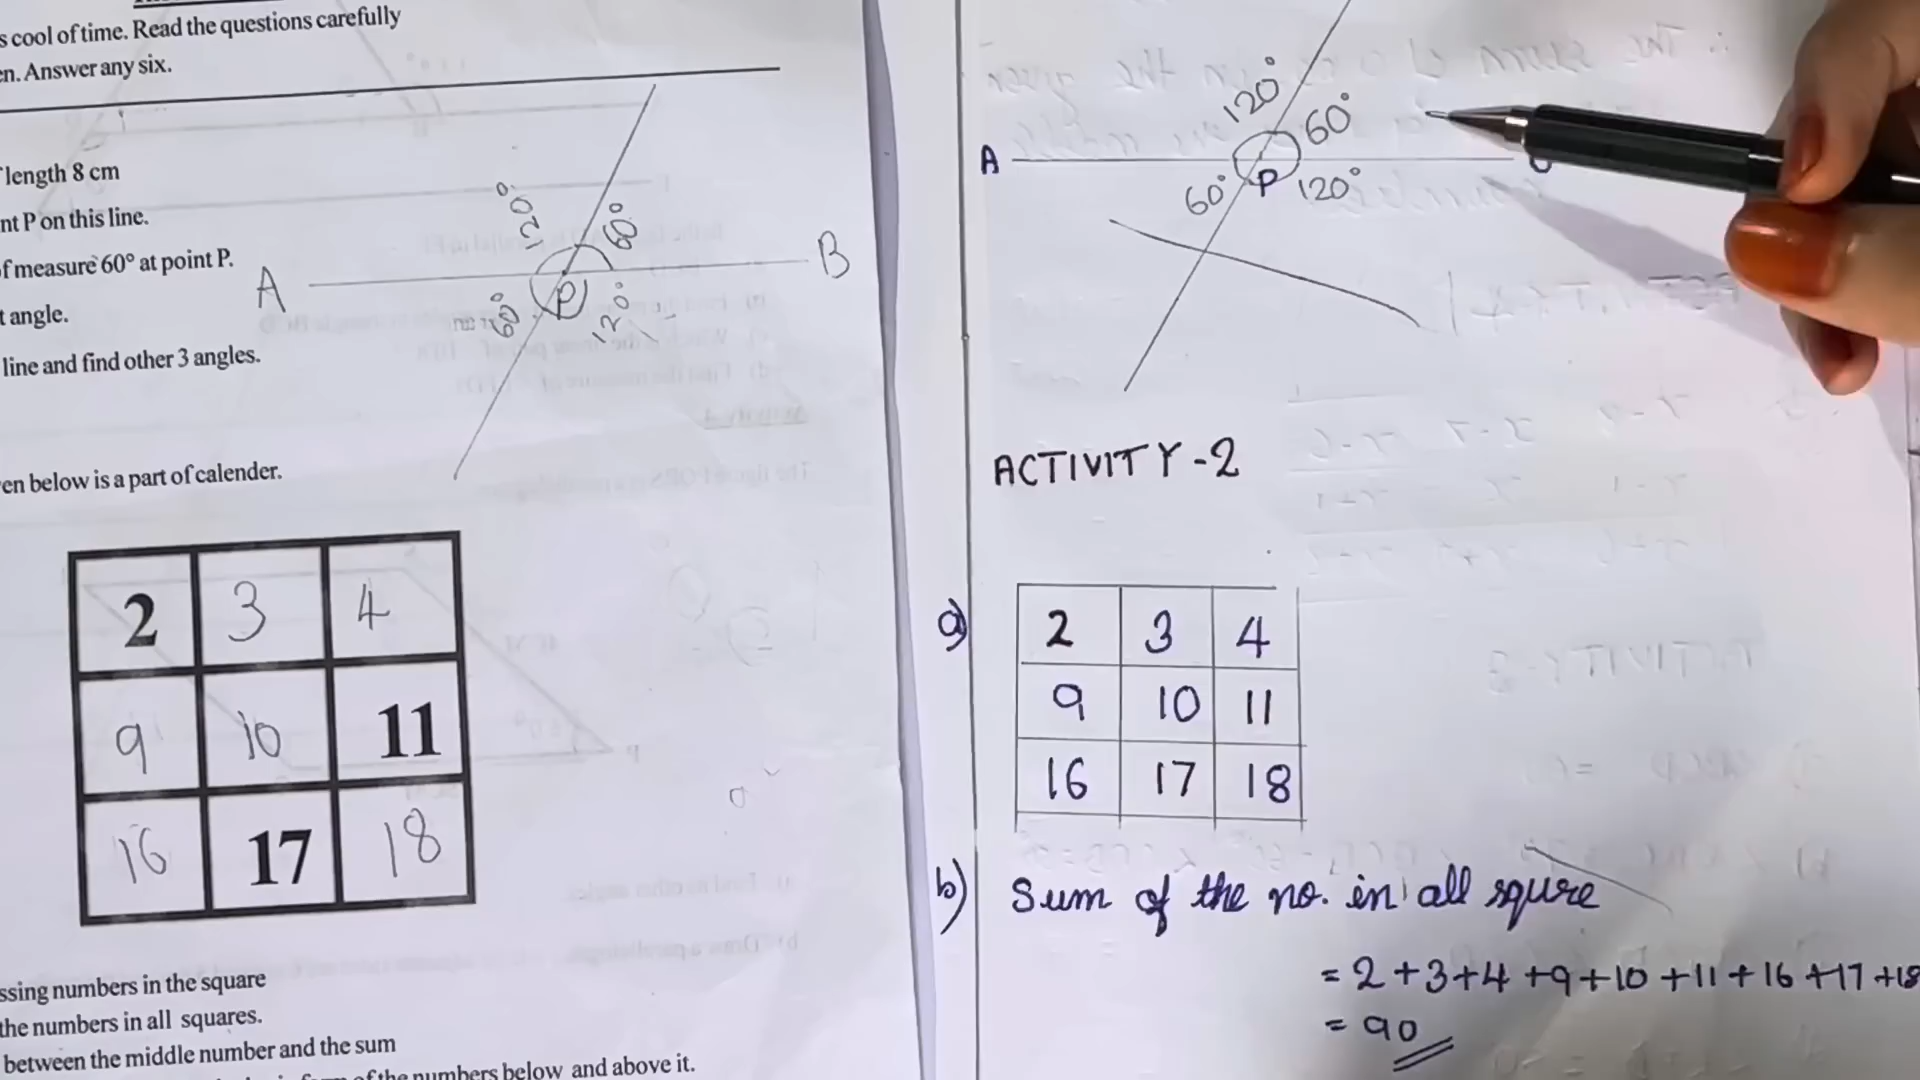 s cool of time. Read the questions carefully
en. Answer any six.
length 8 cm
nt P on this line.
f measure 60° at point P.
t angle.
line and find other 3 angles.
120°
60°
A
B
P
60°
120°
en below is a part of calender.
2 3 4
9 10 11
16 17 18
ssing numbers in the square
the numbers in all squares.
between the middle number and the sum
of the numbers below and above it.
120°
60°
A
P
60°
120°
ACTIVITY-2
a)
2 3 4
9 10 11
16 17 18
b) Sum of the no. in all squre
= 2+3+4+9+10+11+16+17+18
= 90